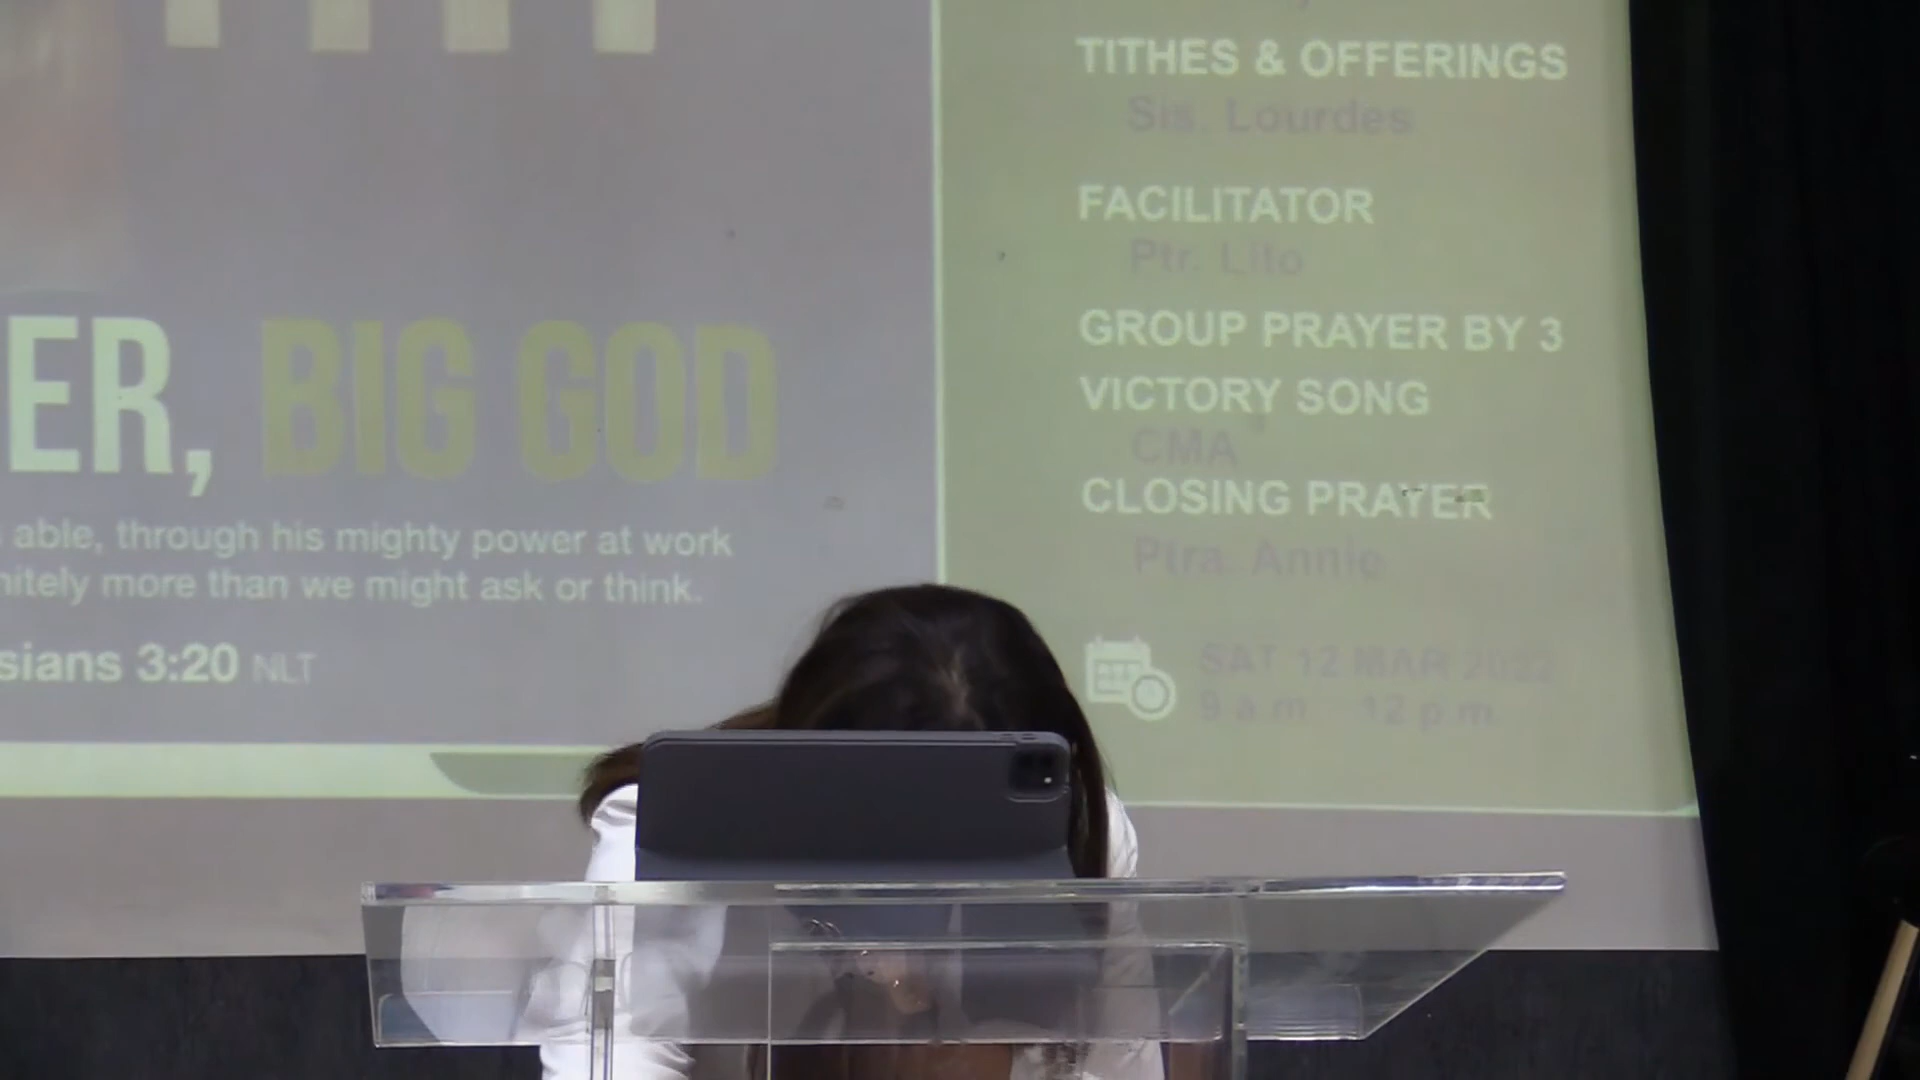 ER, BIG GOD
able, through his mighty power at work
nitely more than we might ask or think.
sians 3:20 NLT
TITHES & OFFERINGS
Sis. Lourdes
FACILITATOR
Ptr. Lito
GROUP PRAYER BY 3
VICTORY SONG
CMA
CLOSING PRAYER
Ptra. Annie
SAT 12 MAR 2022
9 a.m. - 12 p.m.